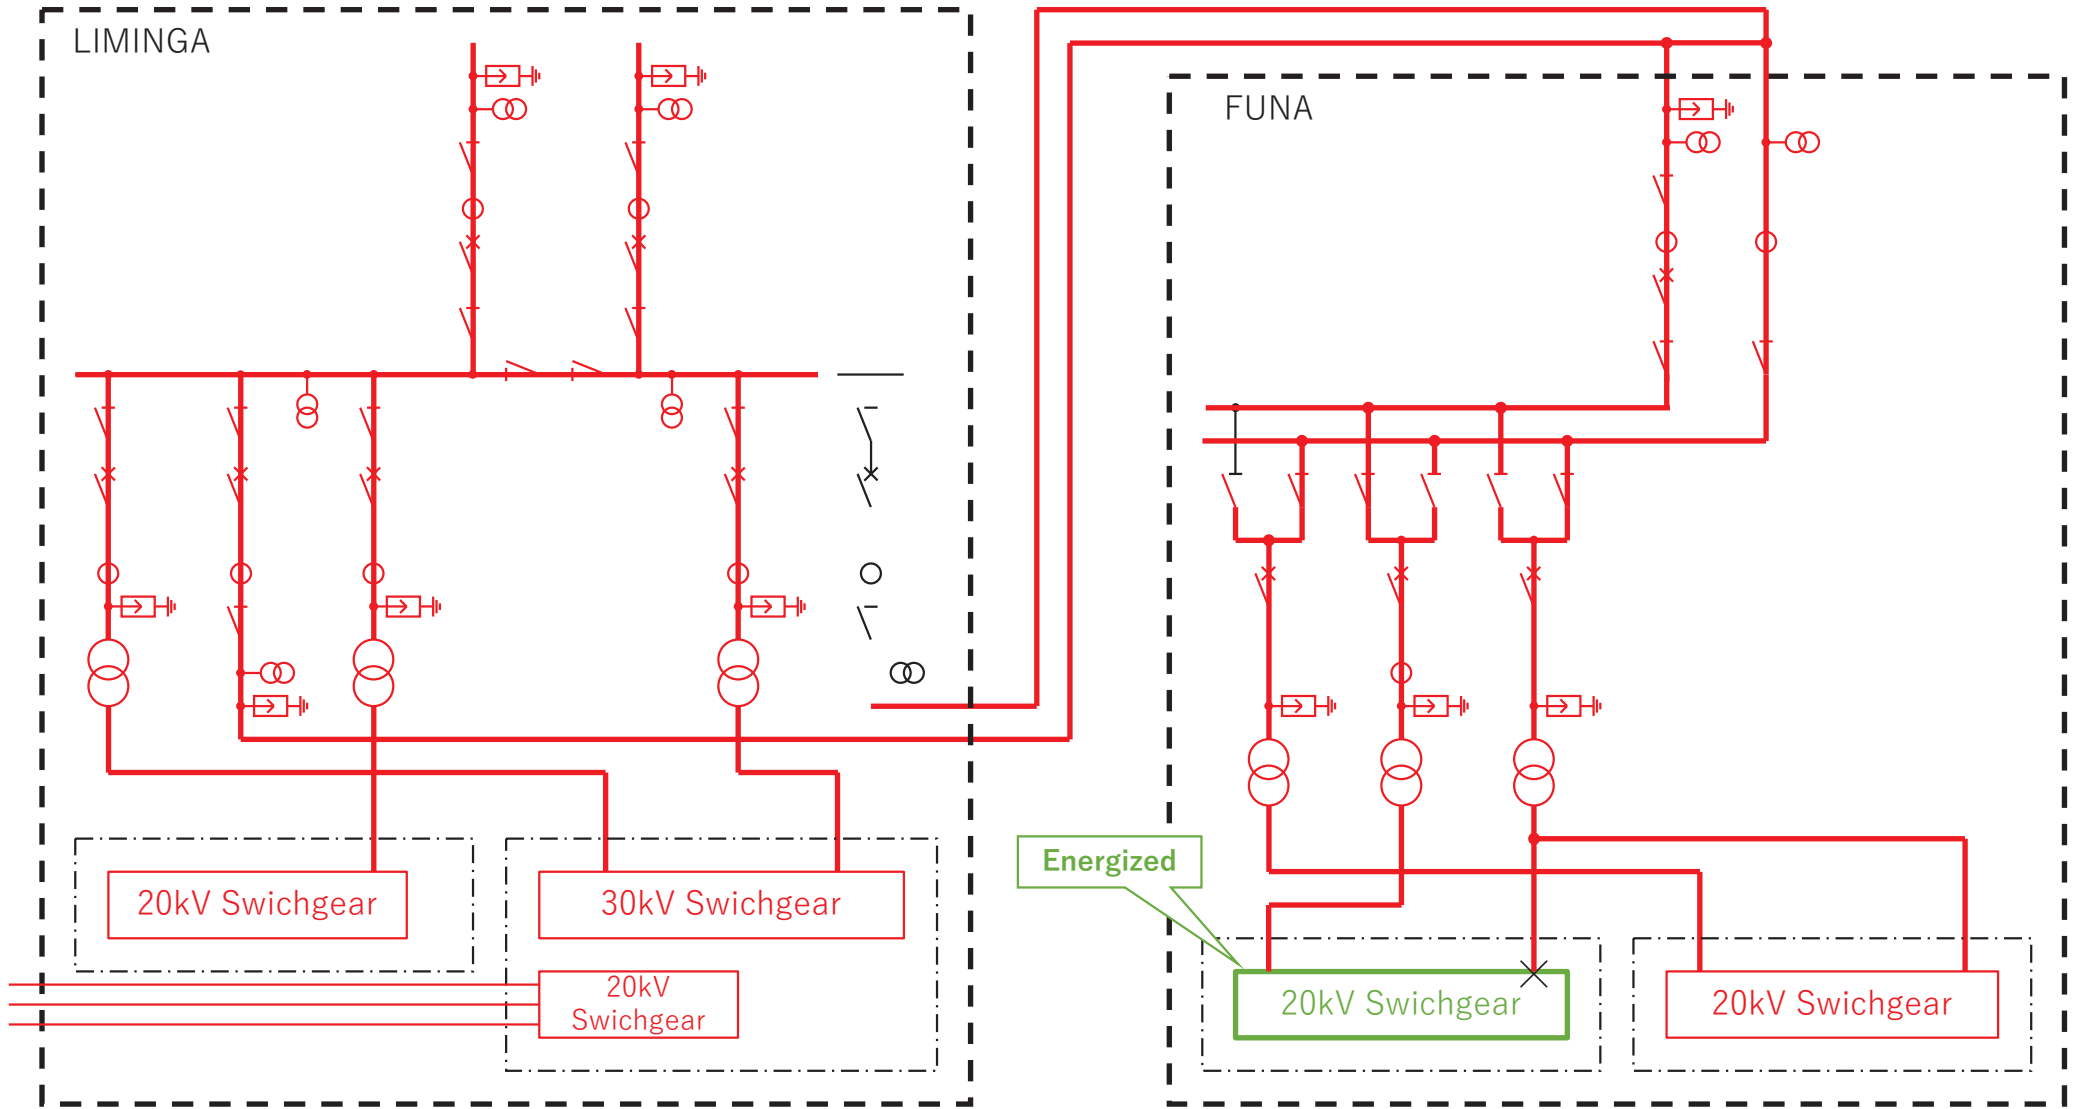 LIMINGA
FUNA
Energized
20kV Swichgear
30kV Swichgear
20kV
Swichgear
20kV Swichgear
20kV Swichgear